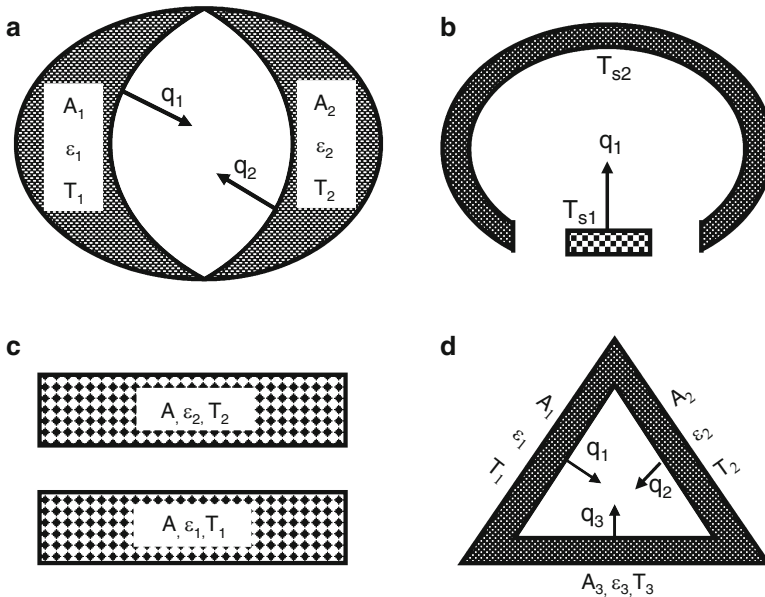 a
A₁
ε₁
T₁
q₁
q₂
A₂
ε₂
T₂
b
Tₛ₂
q₁
Tₛ₁
c
A, ε₂, T₂
A, ε₁,T₁
d
A₁
ε₁
T₁
A₂
ε₂
T₂
q₁
q₂
q₃
A₃, ε₃,T₃